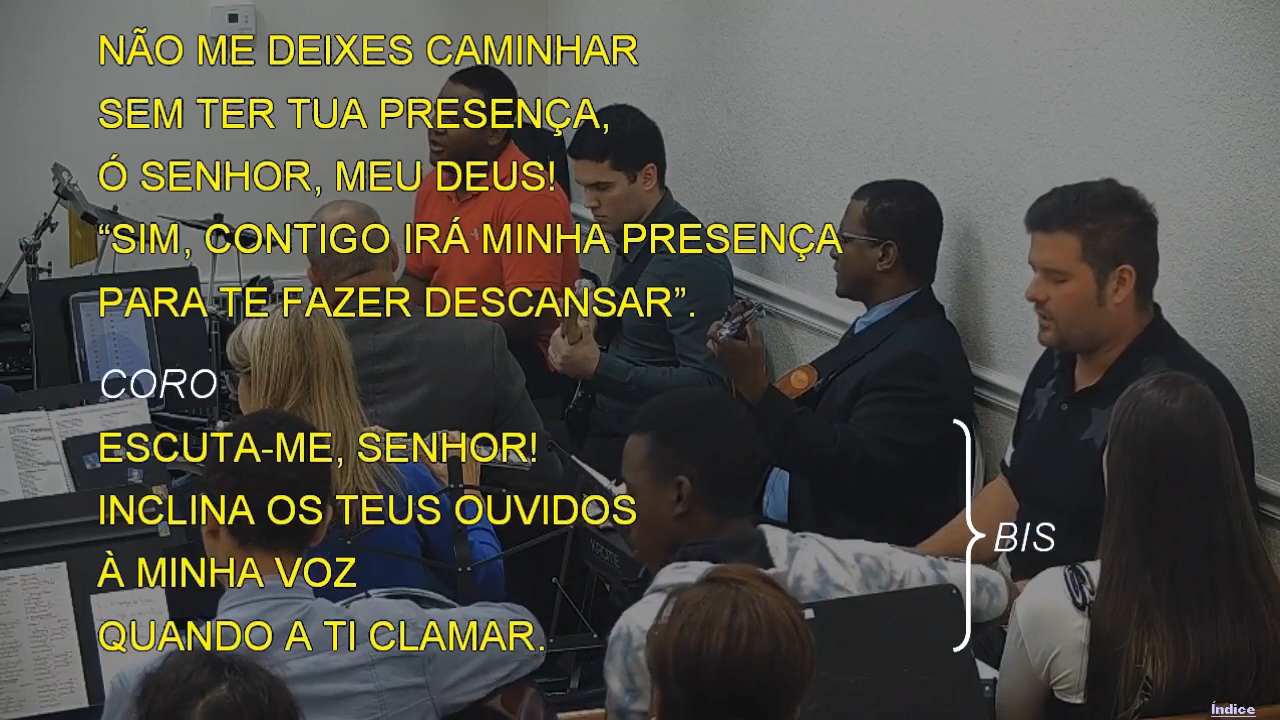 NÃO ME DEIXES CAMINHAR
SEM TER TUA PRESENÇA,
Ó SENHOR, MEU DEUS!
“SIM, CONTIGO IRÁ MINHA PRESENÇA
PARA TE FAZER DESCANSAR”.
CORO
ESCUTA-ME, SENHOR!
INCLINA OS TEUS OUVIDOS
À MINHA VOZ
QUANDO A TI CLAMAR.
BIS
KROME
Índice